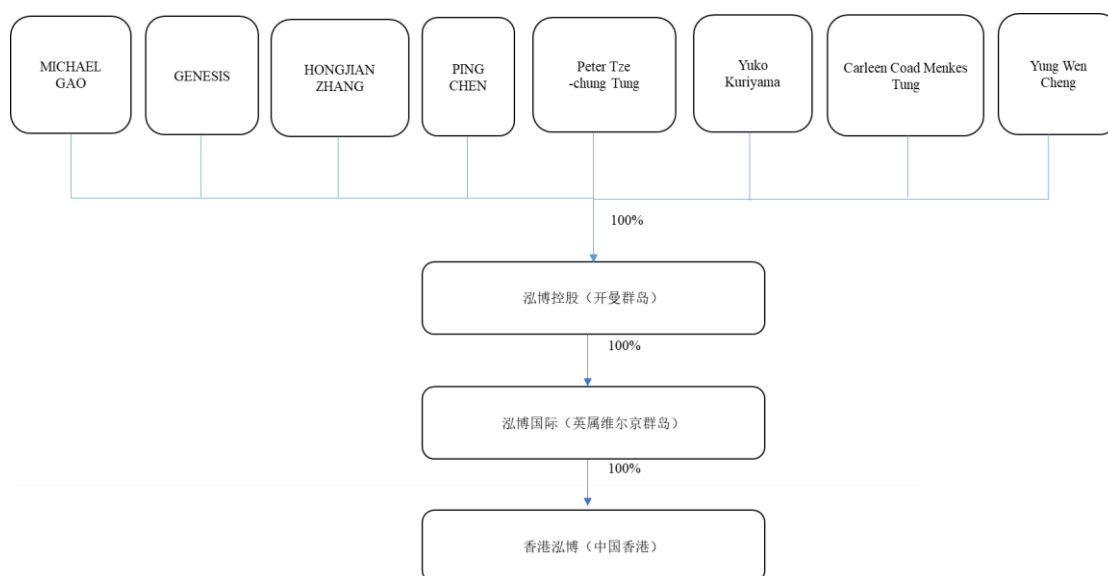 MICHAEL
GAO
GENESIS
HONGJIAN
ZHANG
PING
CHEN
Peter Tze
-chung Tung
Yuko
Kuriyama
Carleen Coad Menkes
Tung
Yung Wen
Cheng
100%
泓博控股（开曼群岛）
100%
泓博国际（英属维尔京群岛）
100%
香港泓博（中国香港）